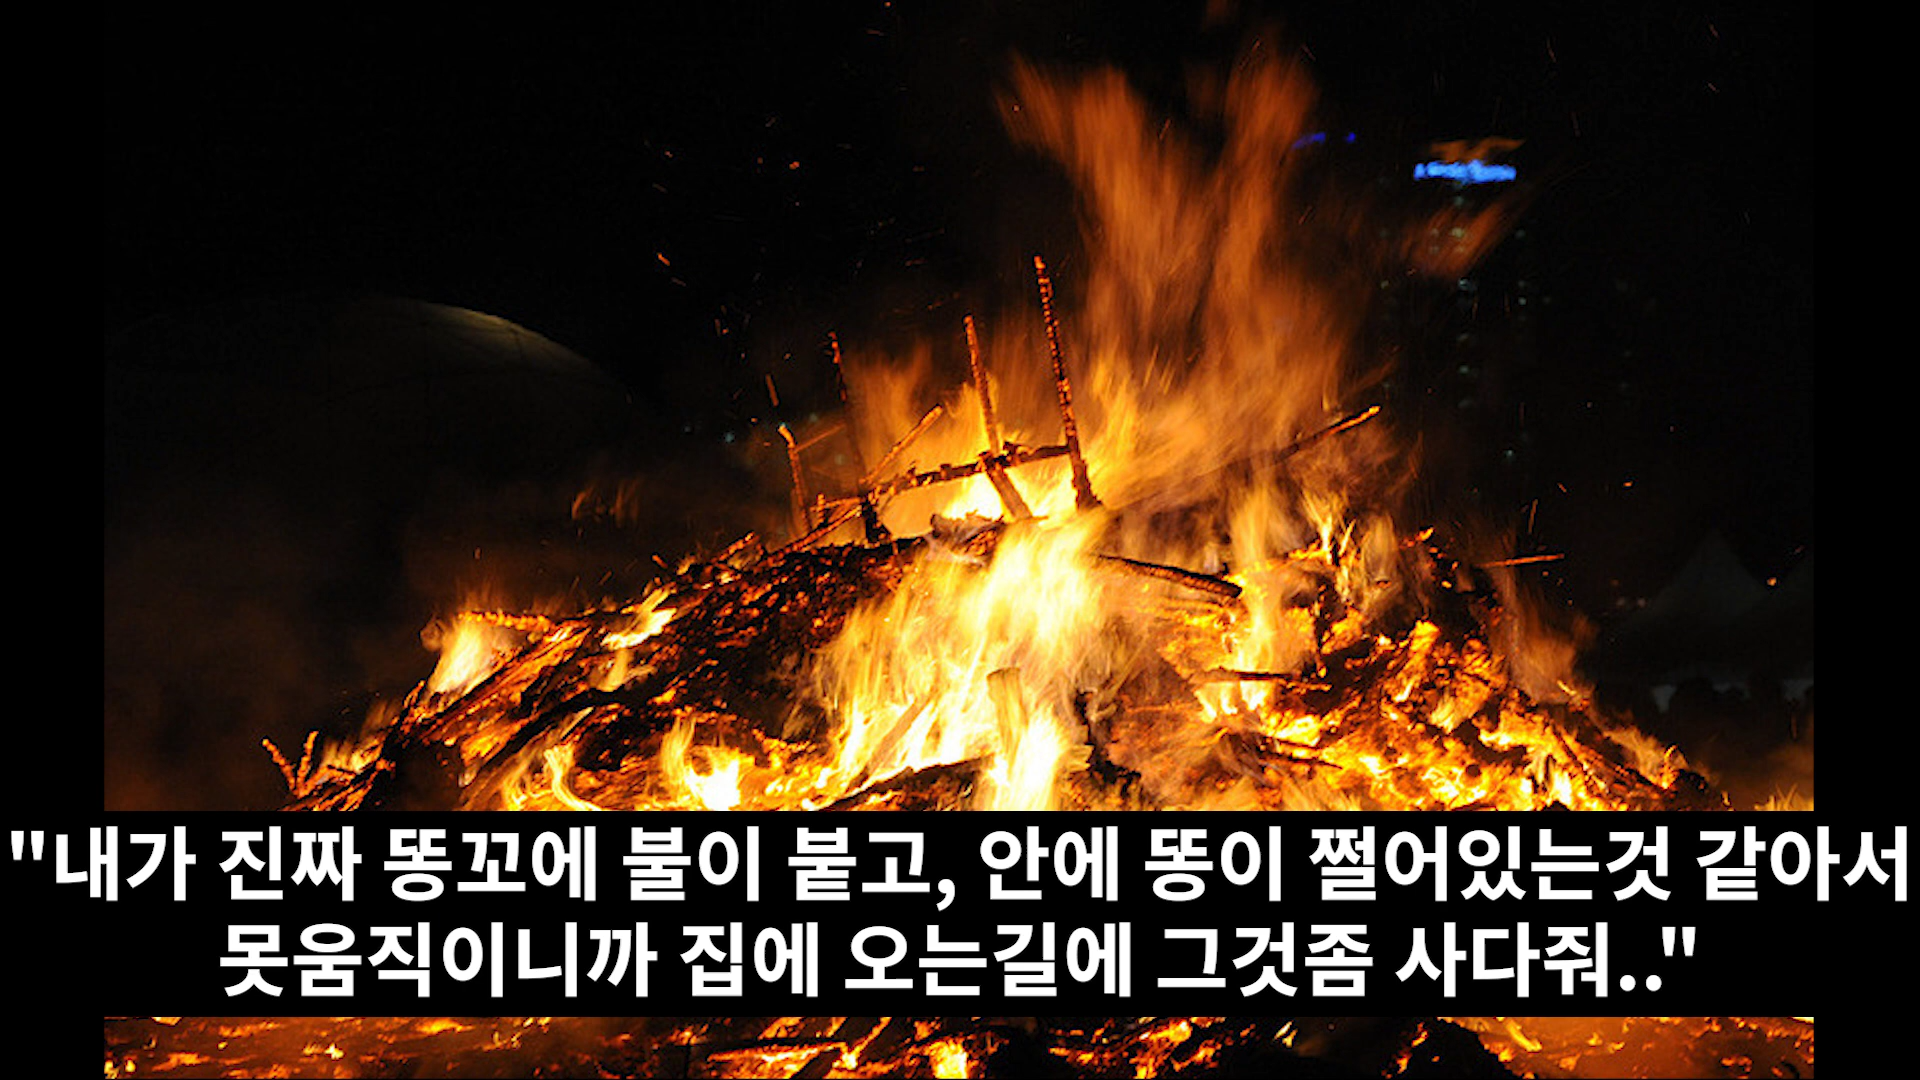 "내가 진짜 똥꼬에 불이 붙고, 안에 똥이 쩔어있는것 같아서
못움직이니까 집에 오는길에 그것좀 사다줘.."